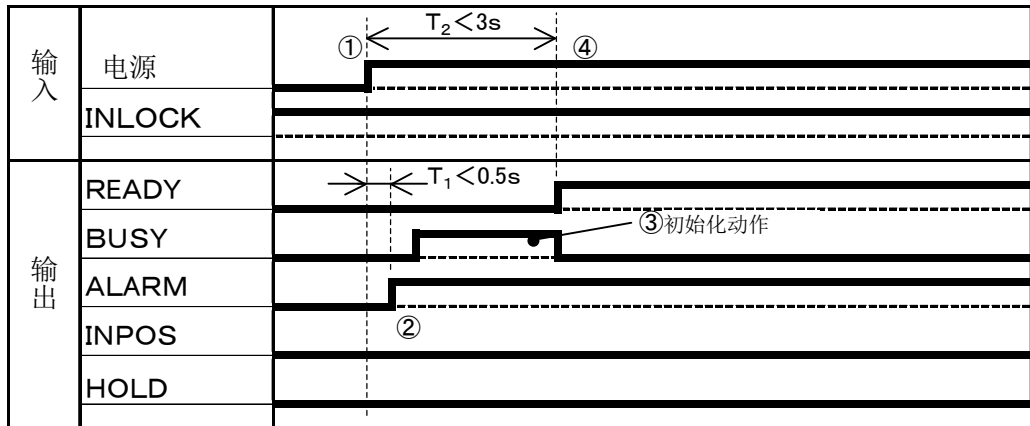 输入
电源
INLOCK
① T₂<3s ④
输出
READY
BUSY
ALARM
INPOS
HOLD
T₁<0.5s
③初始化动作
②